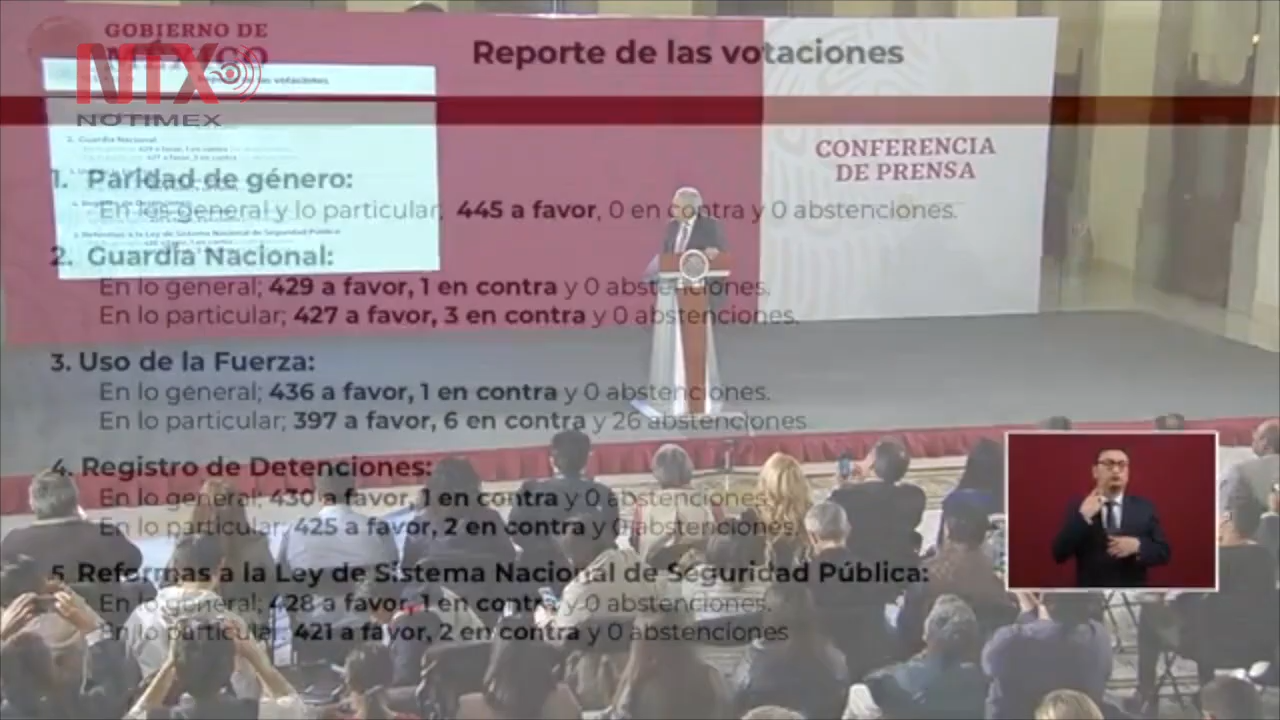 GOBIERNO DE
MÉXICO
NTX
NOTIMEX
Reporte de las votaciones
CONFERENCIA
DE PRENSA
1. Paridad de género:
En los general y lo particular, 445 a favor, 0 en contra y 0 abstenciones.
2. Guardia Nacional:
En lo general; 429 a favor, 1 en contra y 0 abstenciones.
En lo particular; 427 a favor, 3 en contra y 0 abstenciones.
3. Uso de la Fuerza:
En lo general; 436 a favor, 1 en contra y 0 abstenciones.
En lo particular; 397 a favor, 6 en contra y 26 abstenciones
4. Registro de Detenciones:
En lo general; 430 a favor, 1 en contra y 0 abstenciones.
En lo particular; 425 a favor, 2 en contra y 0 abstenciones.
5. Reformas a la Ley de Sistema Nacional de Seguridad Pública:
En lo general; 428 a favor, 1 en contra y 0 abstenciones.
En lo particular; 421 a favor, 2 en contra y 0 abstenciones